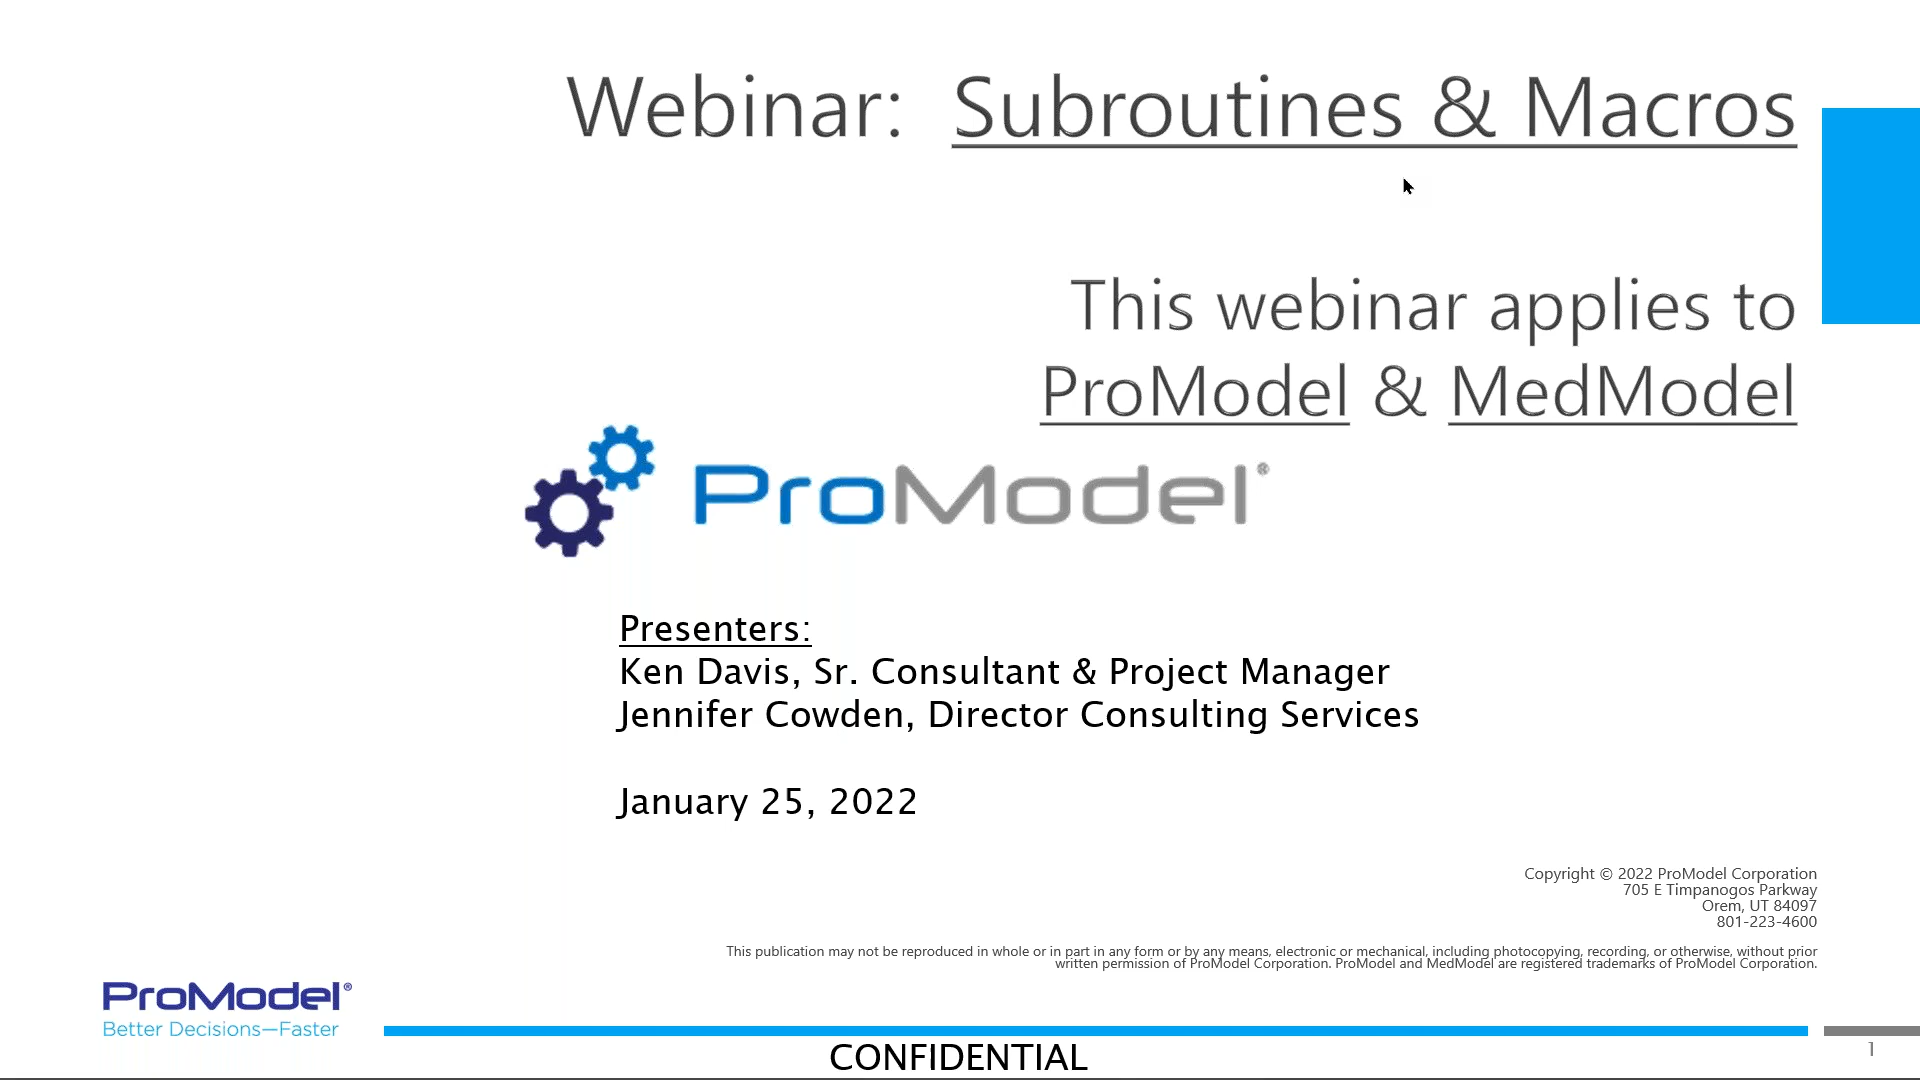 Webinar: Subroutines & Macros
This webinar applies to
ProModel & MedModel
ProModel®
Presenters:
Ken Davis, Sr. Consultant & Project Manager
Jennifer Cowden, Director Consulting Services
January 25, 2022
Copyright © 2022 ProModel Corporation
705 E Timpanogos Parkway
Orem, UT 84097
801-223-4600
This publication may not be reproduced in whole or in part in any form or by any means, electronic or mechanical, including photocopying, recording, or otherwise, without prior
written permission of ProModel Corporation. ProModel and MedModel are registered trademarks of ProModel Corporation.
ProModel®
Better Decisions—Faster
CONFIDENTIAL
1